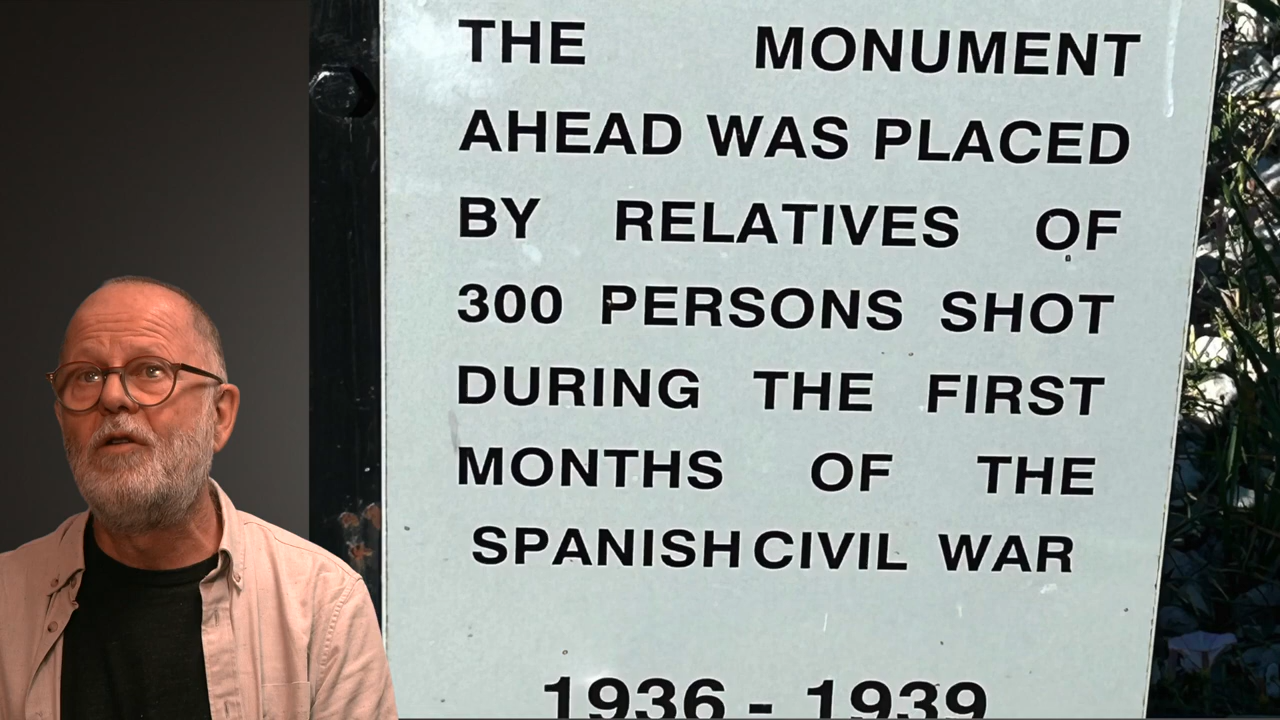 THE MONUMENT
AHEAD WAS PLACED
BY RELATIVES OF
300 PERSONS SHOT
DURING THE FIRST
MONTHS OF THE
SPANISH CIVIL WAR
1936 - 1939